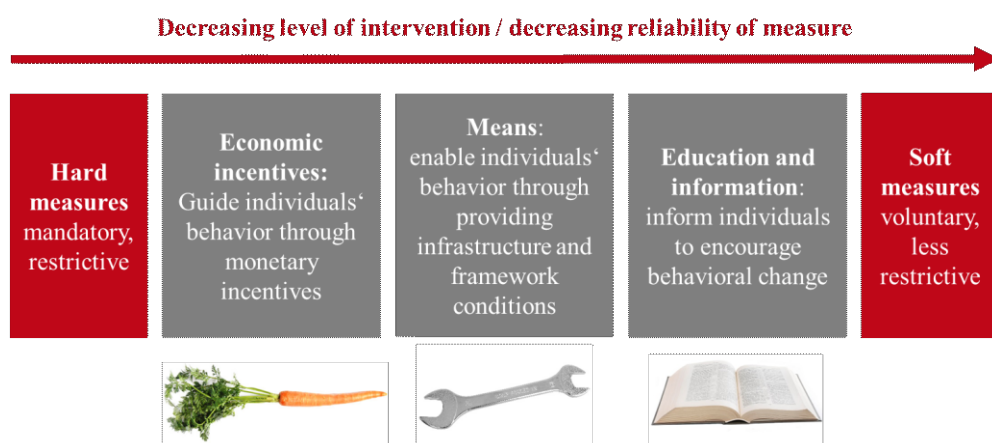 Decreasing level of intervention / decreasing reliability of measure
Hard
measures
mandatory,
restrictive
Economic
incentives:
Guide individuals‘
behavior through
monetary
incentives
Means:
enable individuals‘
behavior through
providing
infrastructure and
framework
conditions
Education and
information:
inform individuals
to encourage
behavioral change
Soft
measures
voluntary,
less
restrictive